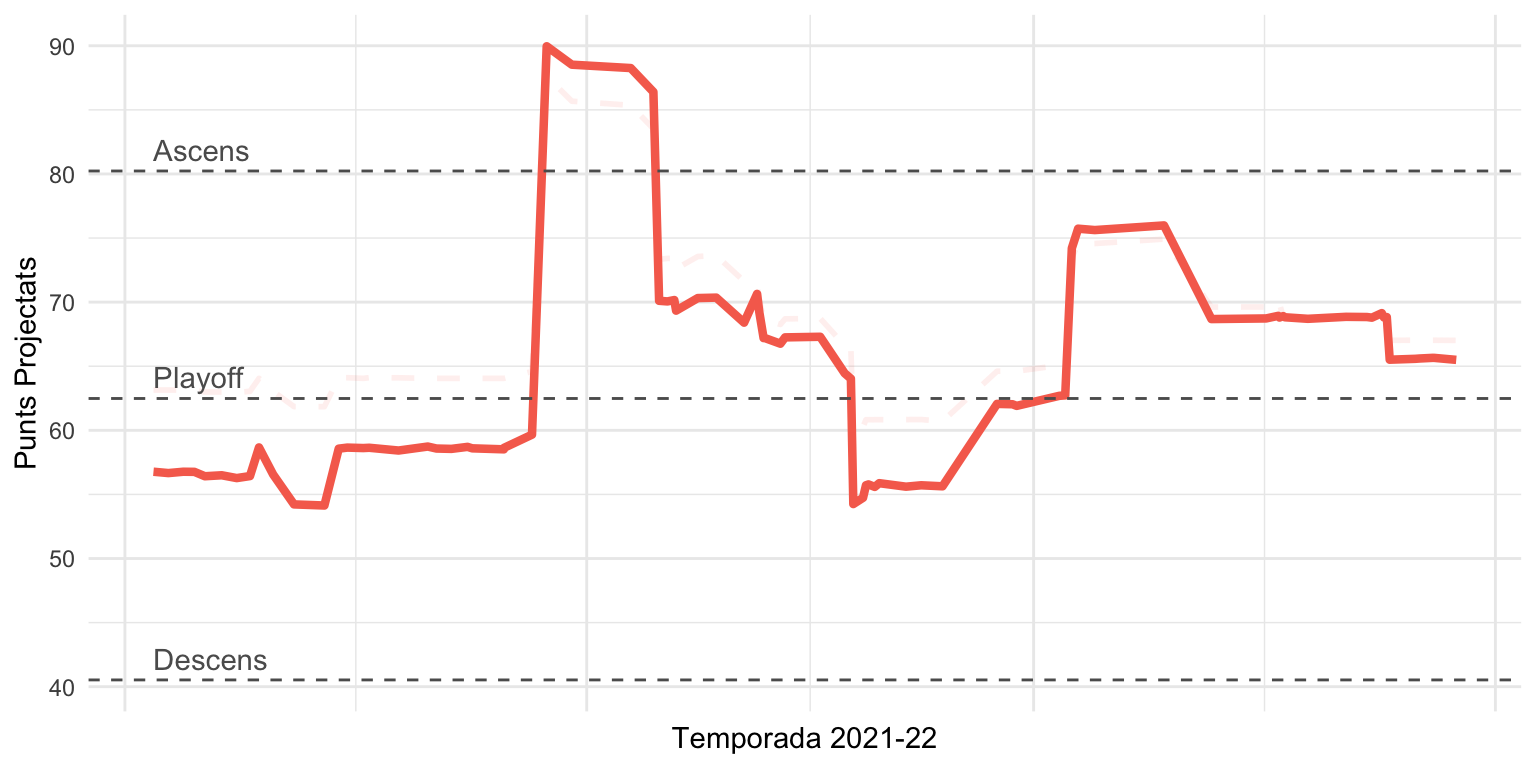 90
Ascens
80
70
Playoff
60
50
Descens
40
Punts Projectats
Temporada 2021-22